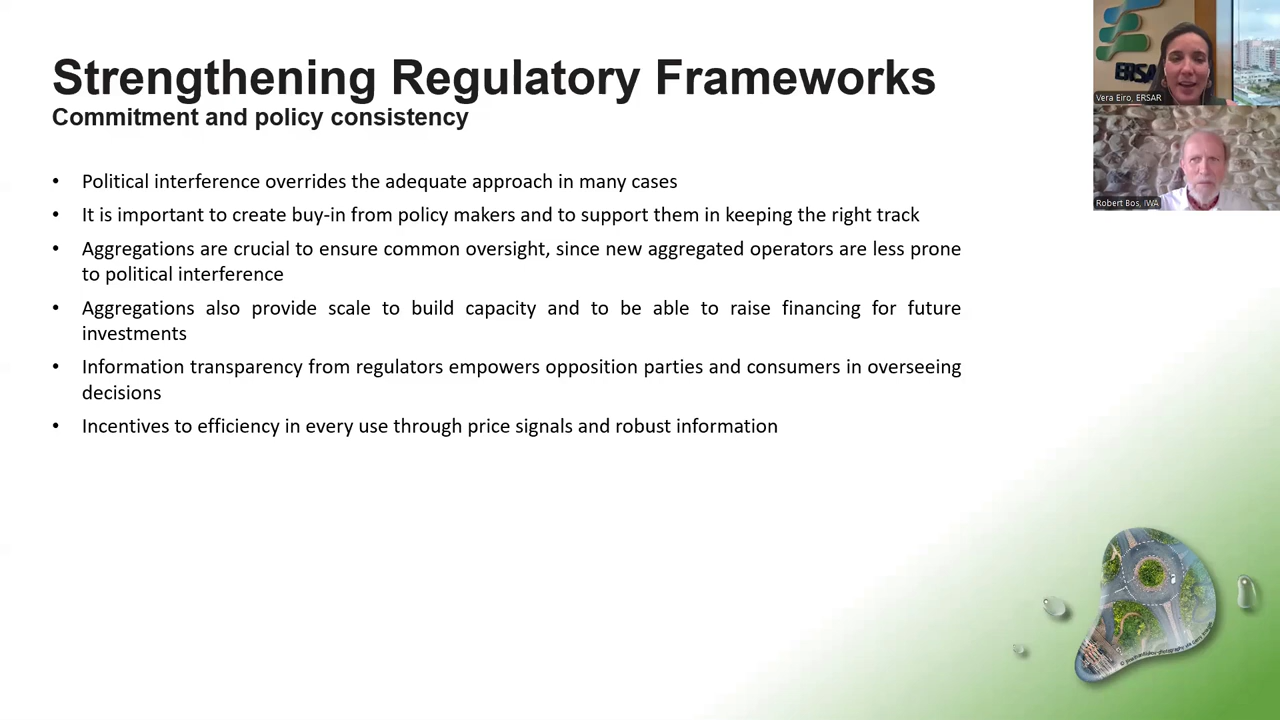 Strengthening Regulatory Frameworks
Commitment and policy consistency
• Political interference overrides the adequate approach in many cases
• It is important to create buy-in from policy makers and to support them in keeping the right track
• Aggregations are crucial to ensure common oversight, since new aggregated operators are less prone
to political interference
• Aggregations also provide scale to build capacity and to be able to raise financing for future
investments
• Information transparency from regulators empowers opposition parties and consumers in overseeing
decisions
• Incentives to efficiency in every use through price signals and robust information
ERSA
Vera Eiro, ERSAR
Robert Bos, IWA